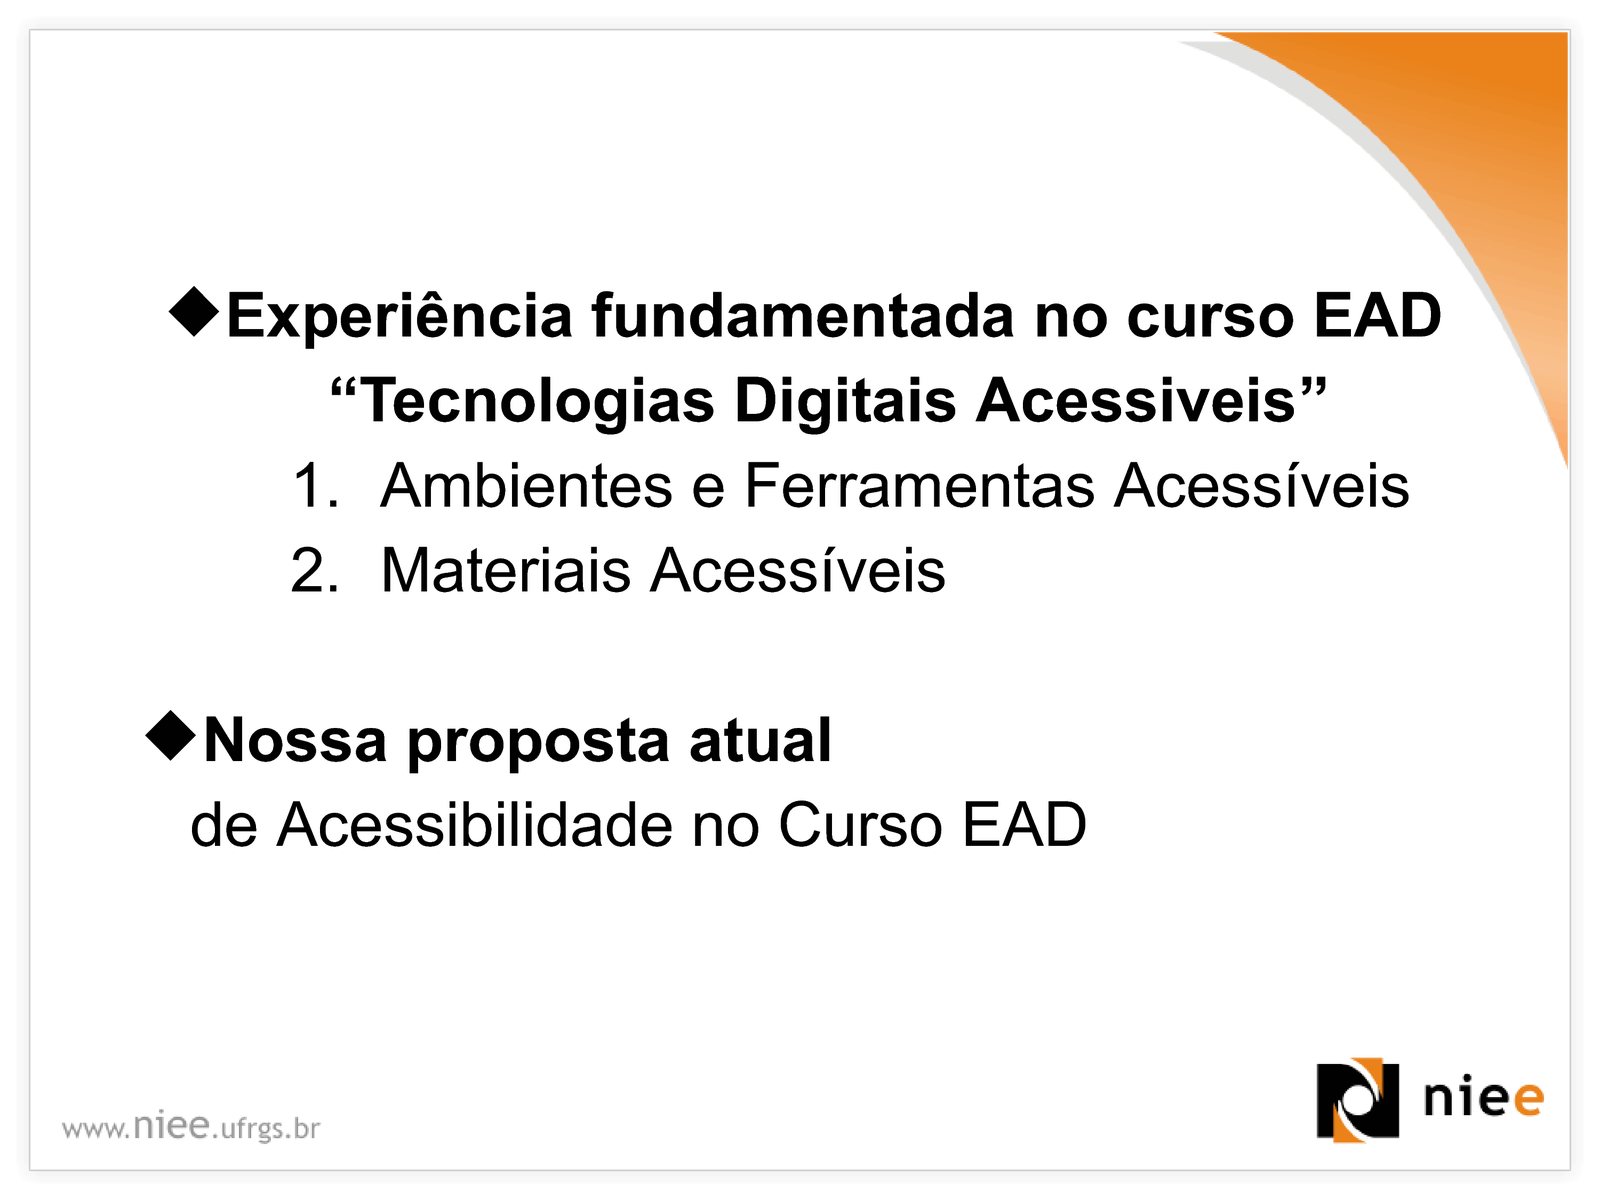 ◆Experiência fundamentada no curso EAD
“Tecnologias Digitais Acessiveis”
1. Ambientes e Ferramentas Acessíveis
2. Materiais Acessíveis
◆Nossa proposta atual
de Acessibilidade no Curso EAD
www.niee.ufrgs.br
niee